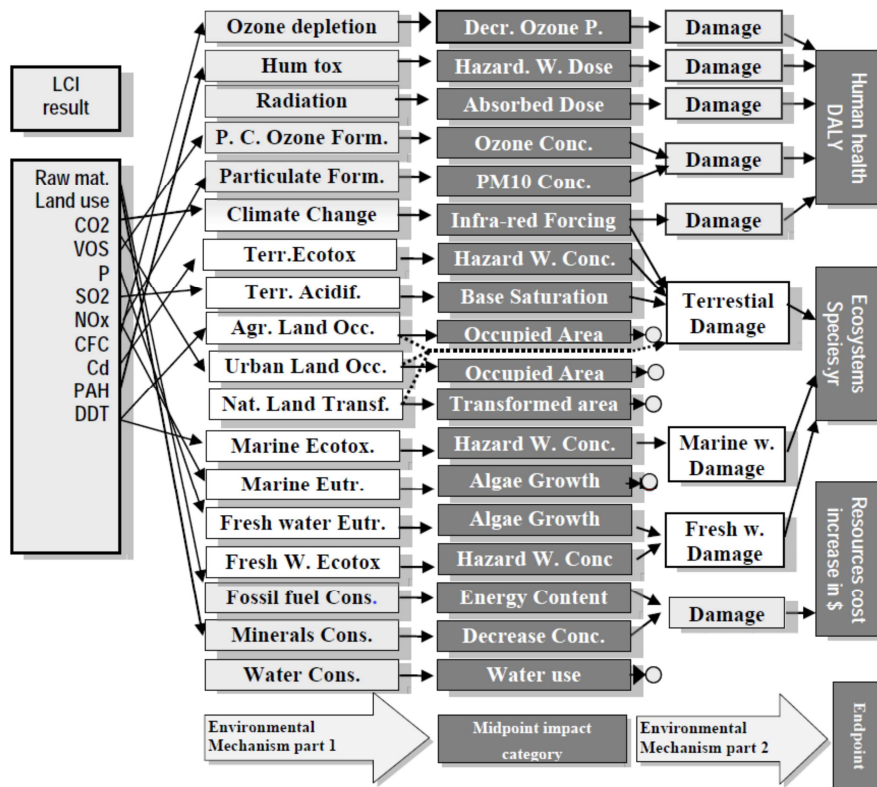 LCI
result
Raw mat.
Land use
CO2
VOS
P
SO2
NOx
CFC
Cd
PAH
DDT
Ozone depletion
Hum tox
Radiation
P. C. Ozone Form.
Particulate Form.
Climate Change
Terr.Ecotox
Terr. Acidif.
Agr. Land Occ.
Urban Land Occ.
Nat. Land Transf.
Marine Ecotox.
Marine Eutr.
Fresh water Eutr.
Fresh W. Ecotox
Fossil fuel Cons.
Minerals Cons.
Water Cons.
Decr. Ozone P.
Hazard. W. Dose
Absorbed Dose
Ozone Conc.
PM10 Conc.
Infra-red Forcing
Hazard W. Conc.
Base Saturation
Occupied Area
Occupied Area
Transformed area
Hazard W. Conc.
Algae Growth
Algae Growth
Hazard W. Conc
Energy Content
Decrease Conc.
Water use
Damage
Damage
Damage
Damage
Damage
Terrestial
Damage
Marine w.
Damage
Fresh w.
Damage
Damage
Human health
DALY
Ecosystems
Species.yr
Resources cost
increase in $
Environmental
Mechanism part 1
Midpoint impact
category
Environmental
Mechanism part 2
Endpoint